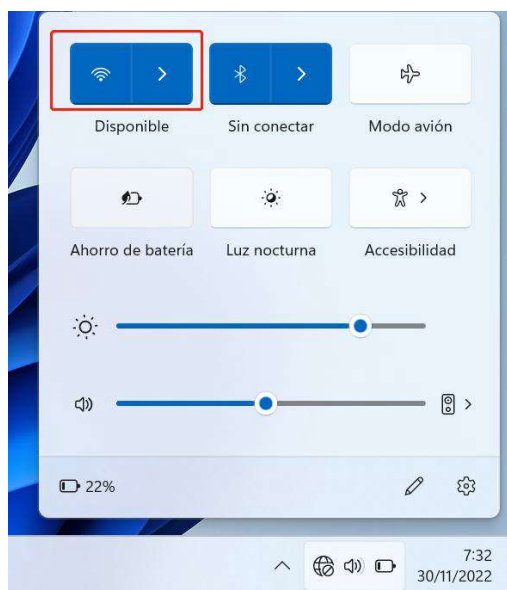 Disponible
Sin conectar
Modo avión
Ahorro de batería
Luz nocturna
Accesibilidad
22%
7:32
30/11/2022